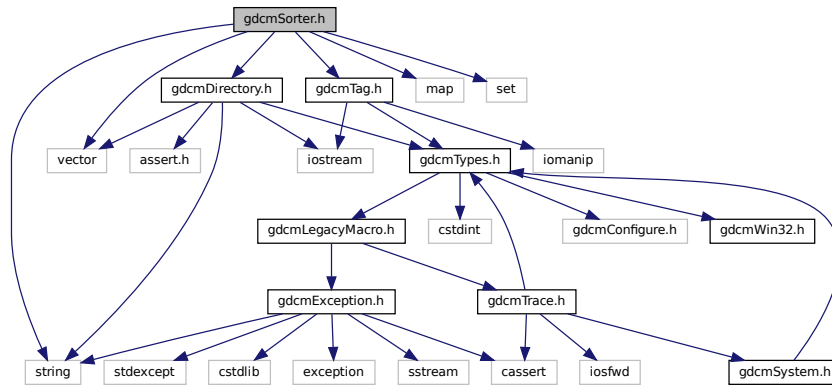 gdcmSorter.h
gdcmDirectory.h
gdcmTag.h
map
set
vector
assert.h
iostream
gdcmTypes.h
iomanip
gdcmLegacyMacro.h
cstdint
gdcmConfigure.h
gdcmWin32.h
gdcmException.h
gdcmTrace.h
string
stdexcept
cstdlib
exception
sstream
cassert
iosfwd
gdcmSystem.h